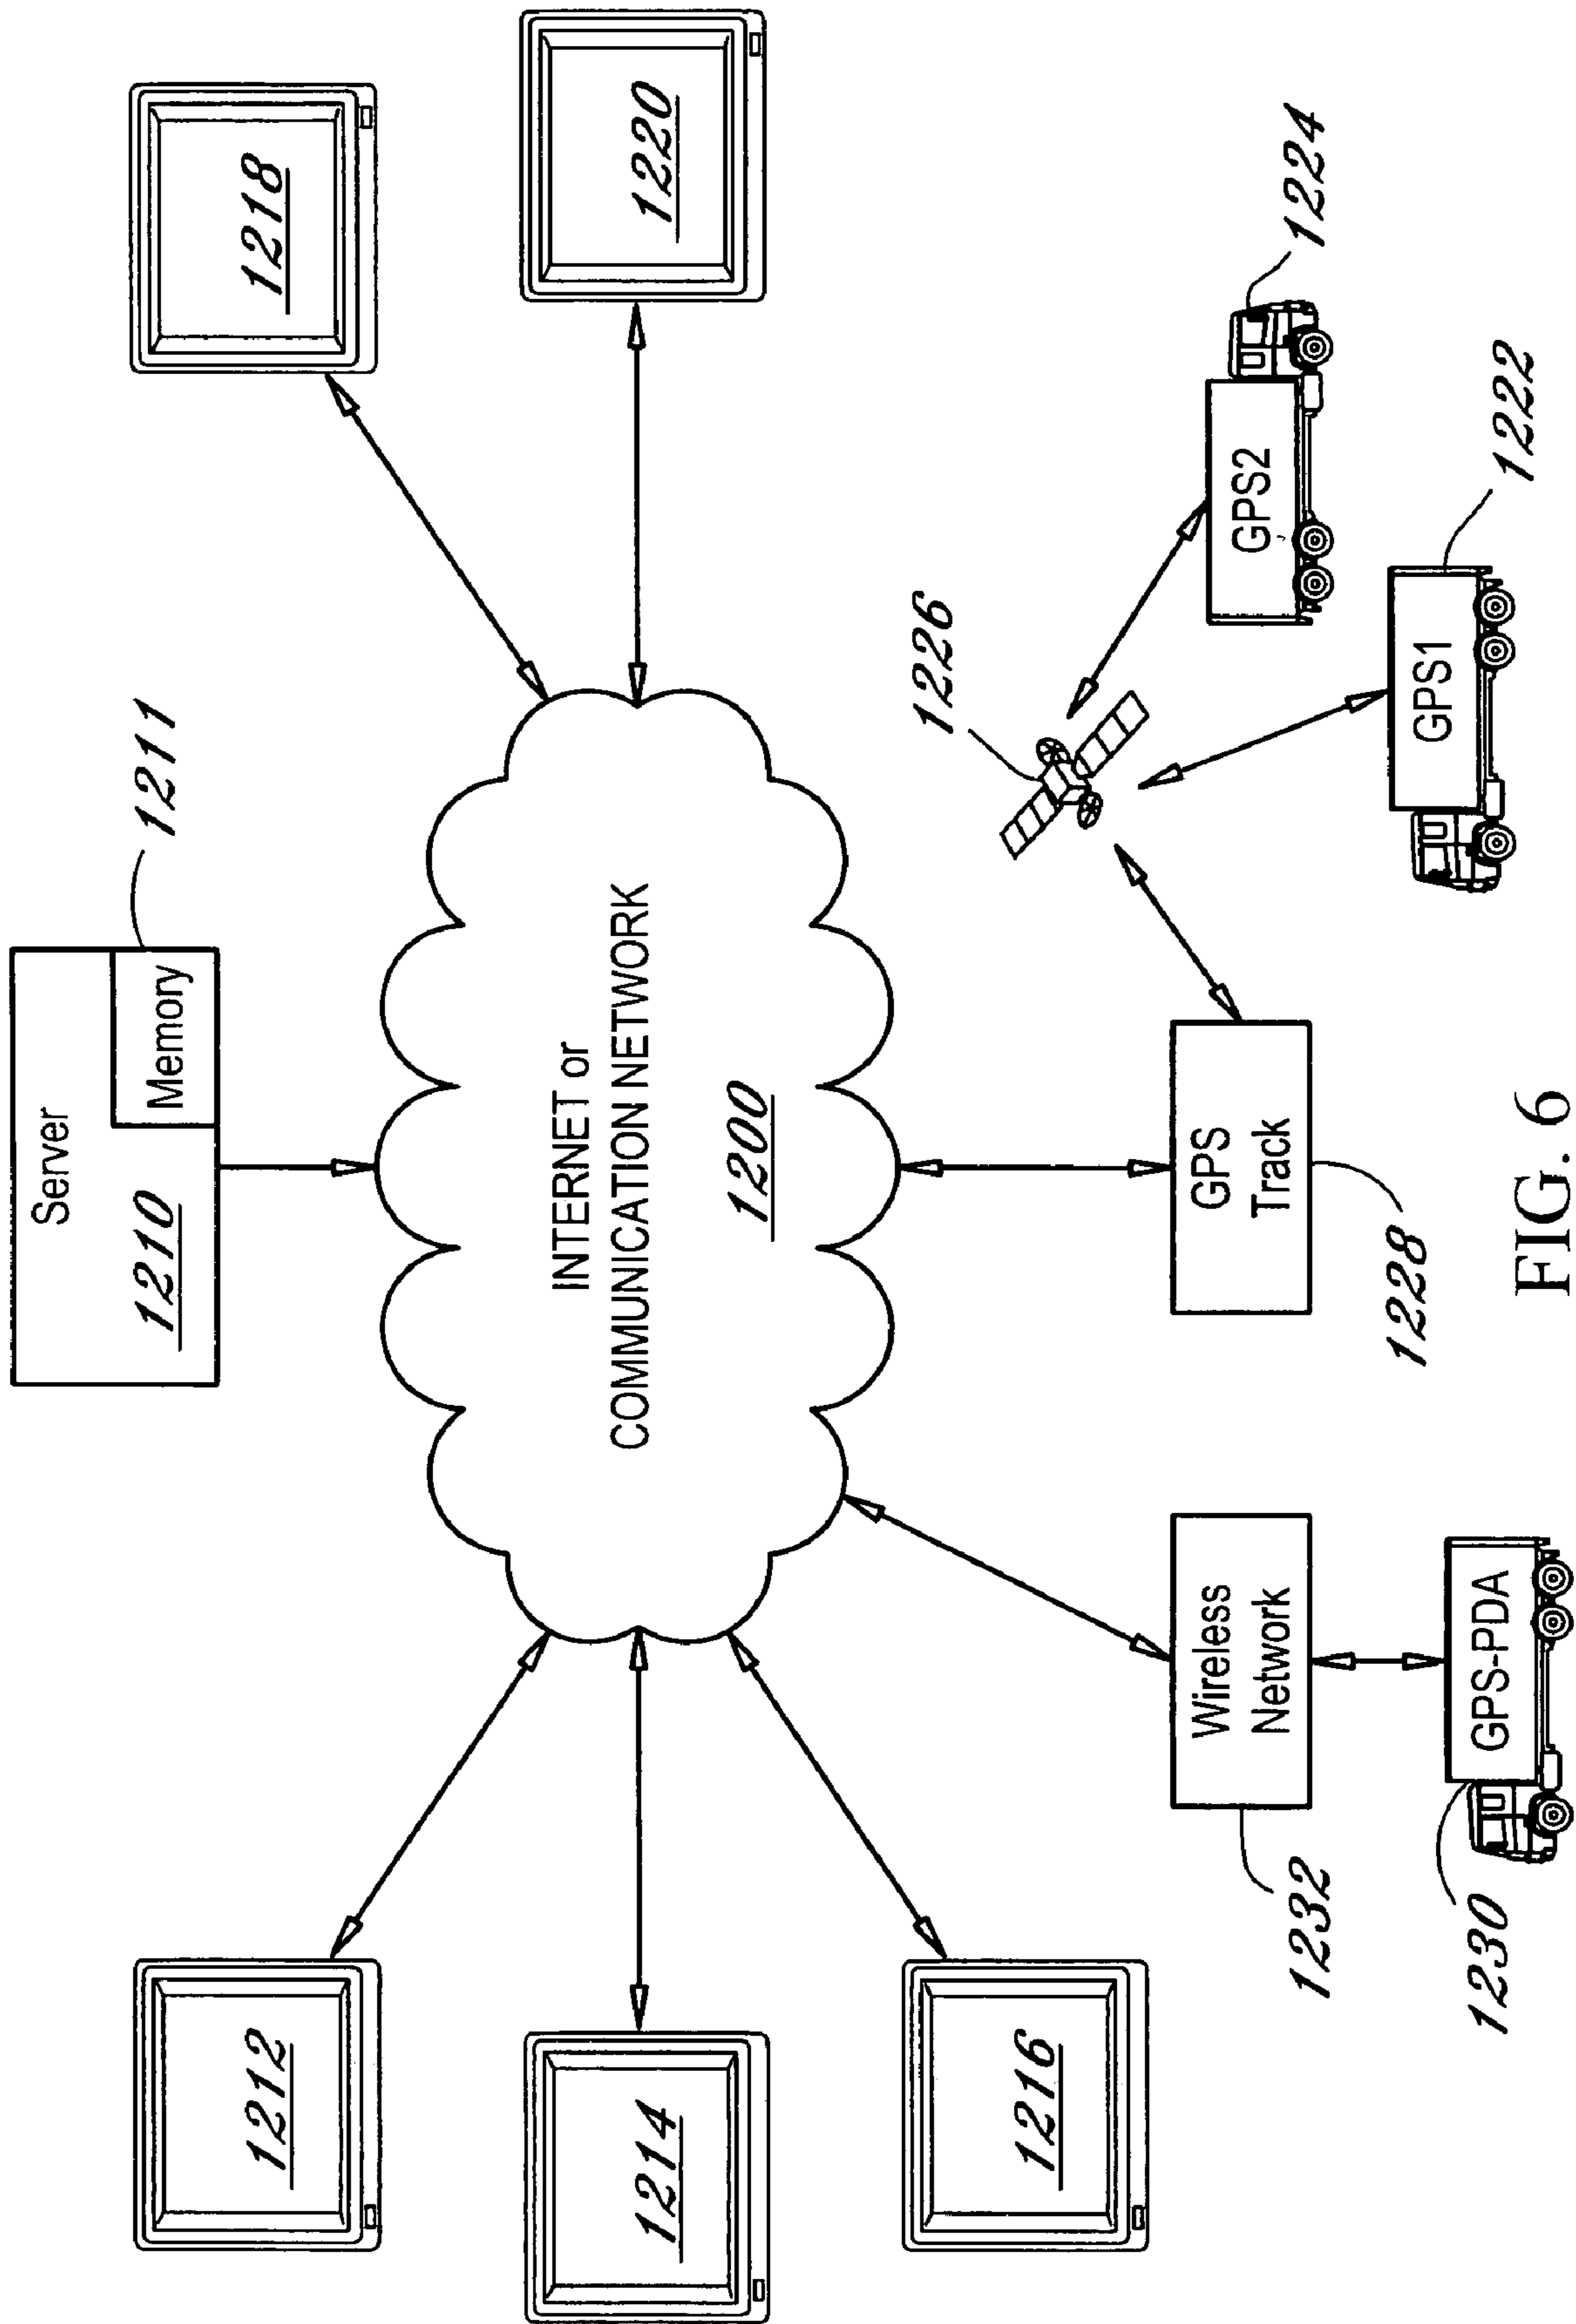 Server
1210
Memory
1211
1212
1218
INTERNET or
COMMUNICATION NETWORK
1200
1214
1220
1216
1226
Wireless
Network
1232
GPS
Track
1228
GPS2
1224
GPS-PDA
1230
GPS1
1222
FIG. 6